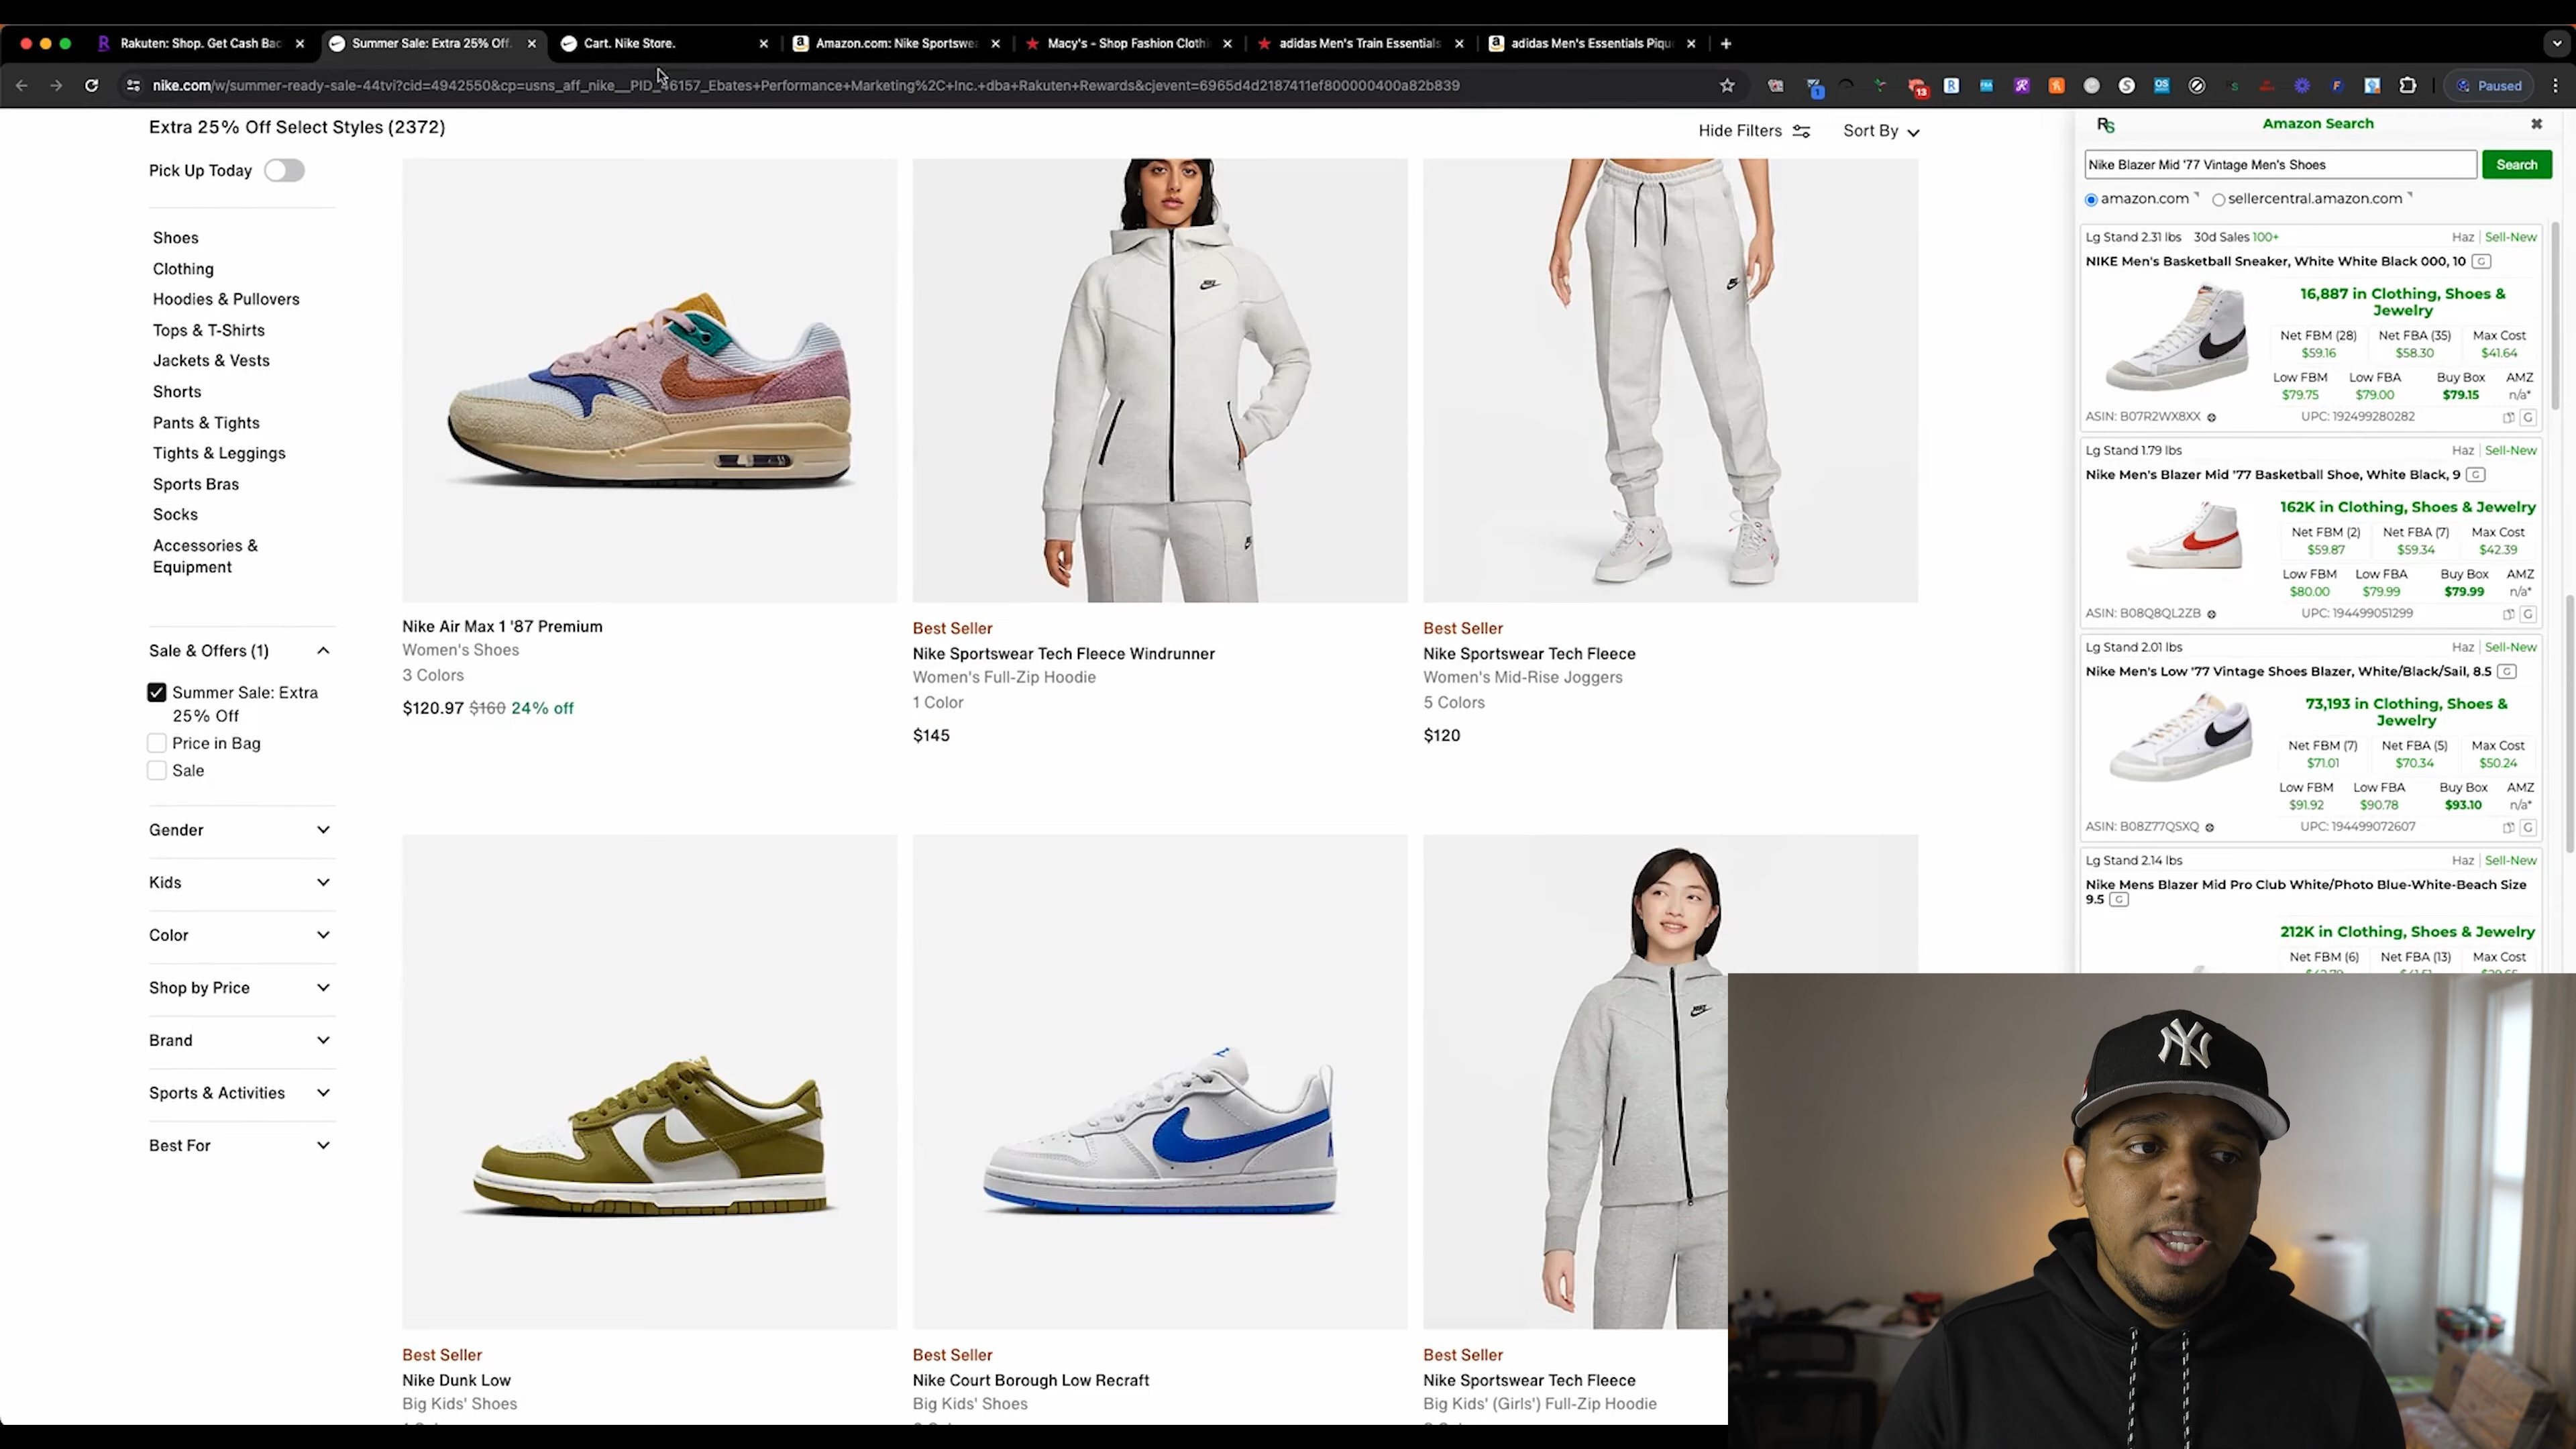 Rakuten: Shop. Get Cash Bac
Summer Sale: Extra 25% Off.
Cart. Nike Store.
Amazon.com: Nike Sportswea
Macy's - Shop Fashion Clothi
adidas Men's Train Essentials
adidas Men's Essentials Piqu
nike.com/w/summer-ready-sale-44tvi?cid=4942550&cp=usns_aff_nike__PID_46157_Ebates+Performance+Marketing%2C+Inc.+dba+Rakuten+Rewards&cjevent=6965d4d2187411ef800000400a82b839
1
13
Paused
Extra 25% Off Select Styles (2372)
Hide Filters
Sort By
Pick Up Today
Shoes
Clothing
Hoodies & Pullovers
Tops & T-Shirts
Jackets & Vests
Shorts
Pants & Tights
Tights & Leggings
Sports Bras
Socks
Accessories &
Equipment
Sale & Offers (1)
Summer Sale: Extra
25% Off
Price in Bag
Sale
Gender
Kids
Color
Shop by Price
Brand
Sports & Activities
Best For
Nike Air Max 1 '87 Premium
Women's Shoes
3 Colors
$120.97 $160 24% off
Best Seller
Nike Sportswear Tech Fleece Windrunner
Women's Full-Zip Hoodie
1 Color
$145
Best Seller
Nike Sportswear Tech Fleece
Women's Mid-Rise Joggers
5 Colors
$120
Best Seller
Nike Dunk Low
Big Kids' Shoes
Best Seller
Nike Court Borough Low Recraft
Big Kids' Shoes
Best Seller
Nike Sportswear Tech Fleece
Big Kids' (Girls') Full-Zip Hoodie
RS
Amazon Search
Nike Blazer Mid '77 Vintage Men's Shoes
Search
amazon.com
sellercentral.amazon.com
Lg Stand 2.31 lbs 30d Sales 100+ Haz | Sell-New
NIKE Men's Basketball Sneaker, White White Black 000, 10 G
16,887 in Clothing, Shoes &
Jewelry
Net FBM (28) Net FBA (35) Max Cost
$59.16 $58.30 $41.64
Low FBM Low FBA Buy Box AMZ
$79.75 $79.00 $79.15 n/a*
ASIN: B07R2WX8XX UPC: 192499280282 G
Lg Stand 1.79 lbs Haz | Sell-New
Nike Men's Blazer Mid '77 Basketball Shoe, White Black, 9 G
162K in Clothing, Shoes & Jewelry
Net FBM (2) Net FBA (7) Max Cost
$59.87 $59.34 $42.39
Low FBM Low FBA Buy Box AMZ
$80.00 $79.99 $79.99 n/a*
ASIN: B08Q8QL2ZB UPC: 194499051299 G
Lg Stand 2.01 lbs Haz | Sell-New
Nike Men's Low '77 Vintage Shoes Blazer, White/Black/Sail, 8.5 G
73,193 in Clothing, Shoes &
Jewelry
Net FBM (7) Net FBA (5) Max Cost
$71.01 $70.34 $50.24
Low FBM Low FBA Buy Box AMZ
$91.92 $90.78 $93.10 n/a*
ASIN: B08Z77QSXQ UPC: 194499072607 G
Lg Stand 2.14 lbs Haz | Sell-New
Nike Mens Blazer Mid Pro Club White/Photo Blue-White-Beach Size
9.5 G
212K in Clothing, Shoes & Jewelry
Net FBM (6) Net FBA (13) Max Cost
NY